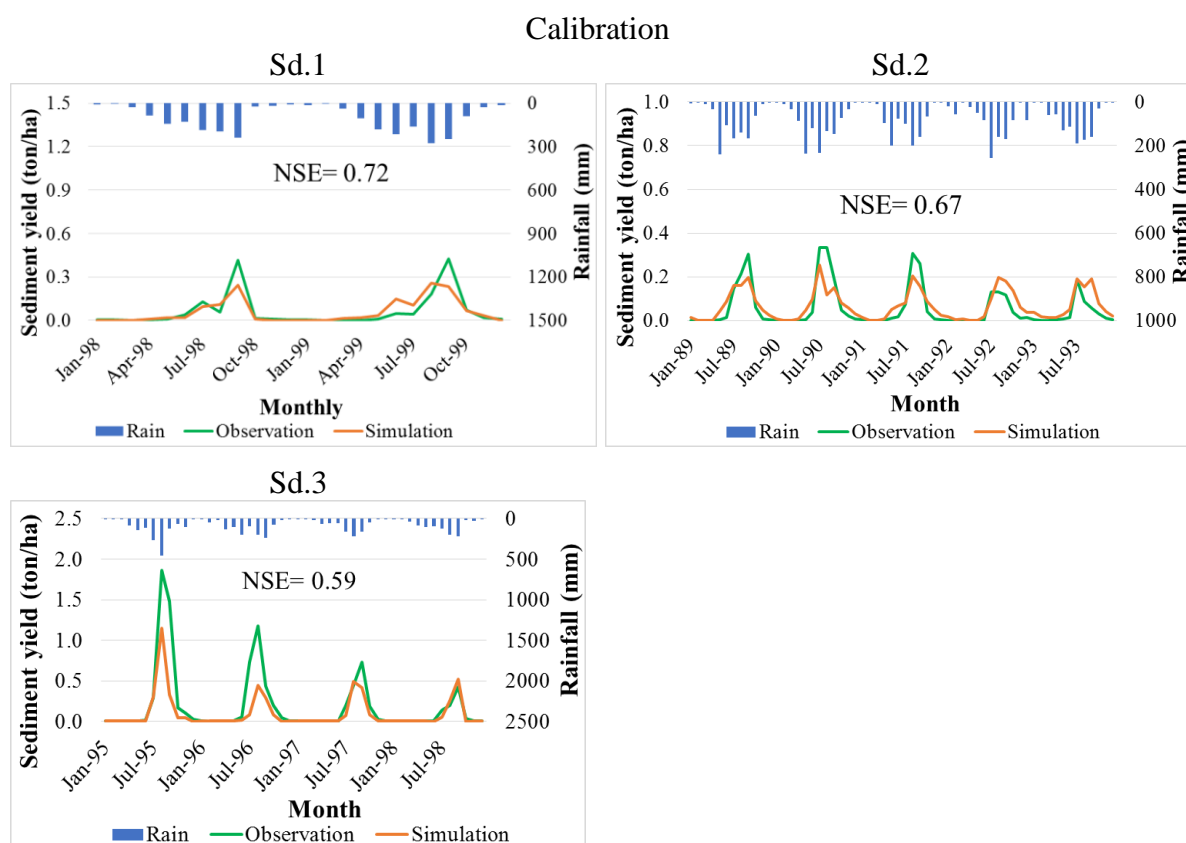 Calibration
Sd.1
Sediment yield (ton/ha)
1.5
1.2
0.9
0.6
0.3
0.0
NSE= 0.72
0
300
600
900
1200
1500
Rainfall (mm)
Jan-98
Apr-98
Jul-98
Oct-98
Jan-99
Apr-99
Jul-99
Oct-99
Monthly
Rain Observation Simulation
Sd.2
Sediment yield (ton/ha)
1.0
0.8
0.6
0.4
0.2
0.0
NSE= 0.67
0
200
400
600
800
1000
Rainfall (mm)
Jan-89
Jul-89
Jan-90
Jul-90
Jan-91
Jul-91
Jan-92
Jul-92
Jan-93
Jul-93
Month
Rain Observation Simulation
Sd.3
Sediment yield (ton/ha)
2.5
2.0
1.5
1.0
0.5
0.0
NSE= 0.59
0
500
1000
1500
2000
2500
Rainfall (mm)
Jan-95
Jul-95
Jan-96
Jul-96
Jan-97
Jul-97
Jan-98
Jul-98
Month
Rain Observation Simulation